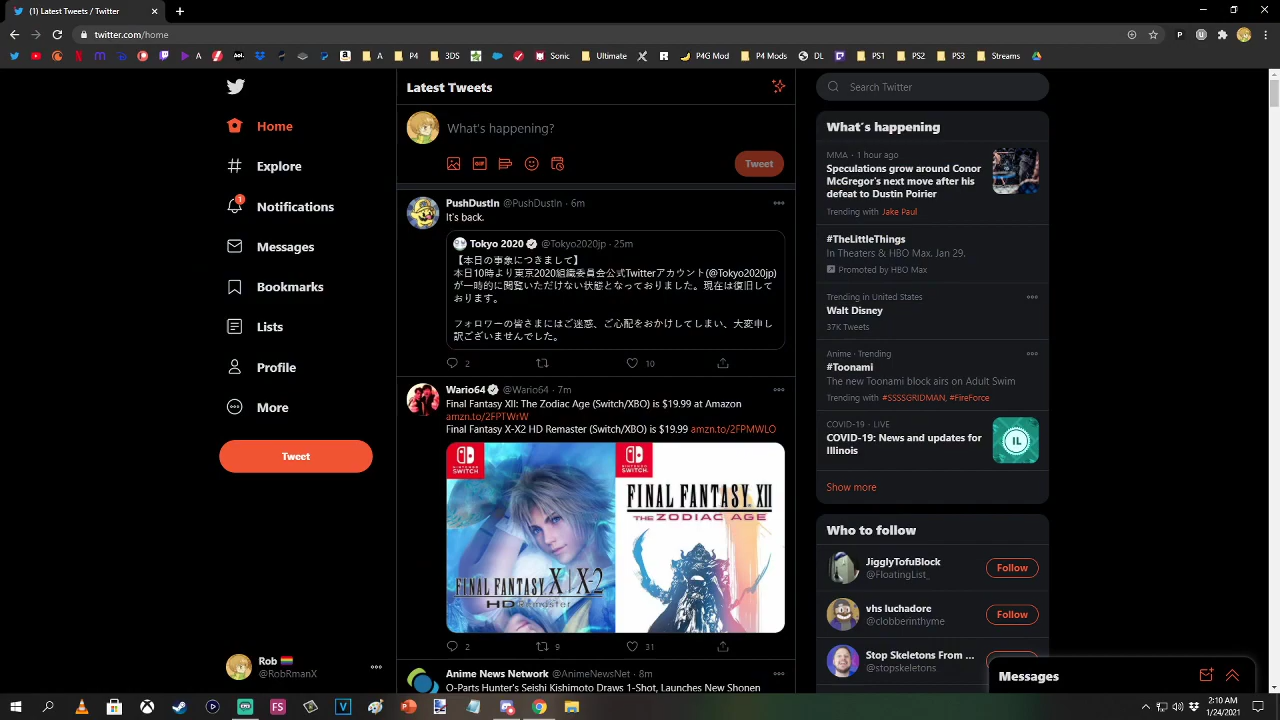 (1) Latest Tweets / Twitter
twitter.com/home
A
Aol.
A
P4
3DS
Sonic
Ultimate
P4G Mod
P4 Mods
DL
PS1
PS2
PS3
Streams
Home
Explore
1
Notifications
Messages
Bookmarks
Lists
Profile
More
Tweet
Rob
@RobRmanX
Latest Tweets
What's happening?
GIF
Tweet
PushDustIn @PushDustIn · 6m
It's back.
Tokyo 2020 @Tokyo2020jp · 25m
【本日の事象につきまして】
本日10時より東京2020組織委員会公式Twitterアカウント(@Tokyo2020jp)
が一時的に閲覧いただけない状態となっておりました。現在は復旧して
おります。
フォロワーの皆さまにはご迷惑、ご心配をおかけしてしまい、大変申し
訳ございませんでした。
2
10
Wario64 @Wario64 · 7m
Final Fantasy XII: The Zodiac Age (Switch/XBO) is $19.99 at Amazon
amzn.to/2FPTWrW
Final Fantasy X-X2 HD Remaster (Switch/XBO) is $19.99 amzn.to/2FPMWLO
NINTENDO
SWITCH
FINAL FANTASY X|X-2
HD Remaster
NINTENDO
SWITCH
FINAL FANTASY XII
THE ZODIAC AGE
2
9
31
Anime News Network @AnimeNewsNet · 8m
O-Parts Hunter's Seishi Kishimoto Draws 1-Shot, Launches New Shonen
Search Twitter
What's happening
MMA · 1 hour ago
Speculations grow around Conor
McGregor's next move after his
defeat to Dustin Poirier
Trending with Jake Paul
#TheLittleThings
In Theaters & HBO Max. Jan. 29.
Promoted by HBO Max
Trending in United States
Walt Disney
37K Tweets
Anime · Trending
#Toonami
The new Toonami block airs on Adult Swim
Trending with #SSSSGRIDMAN, #FireForce
COVID-19 · LIVE
COVID-19: News and updates for
Illinois
IL
Show more
Who to follow
JigglyTofuBlock
@FloatingList_
Follow
vhs luchadore
@clobberinthyme
Follow
Stop Skeletons From ...
@stopskeletons
Messages
FS
V
2:10 AM
1/24/2021